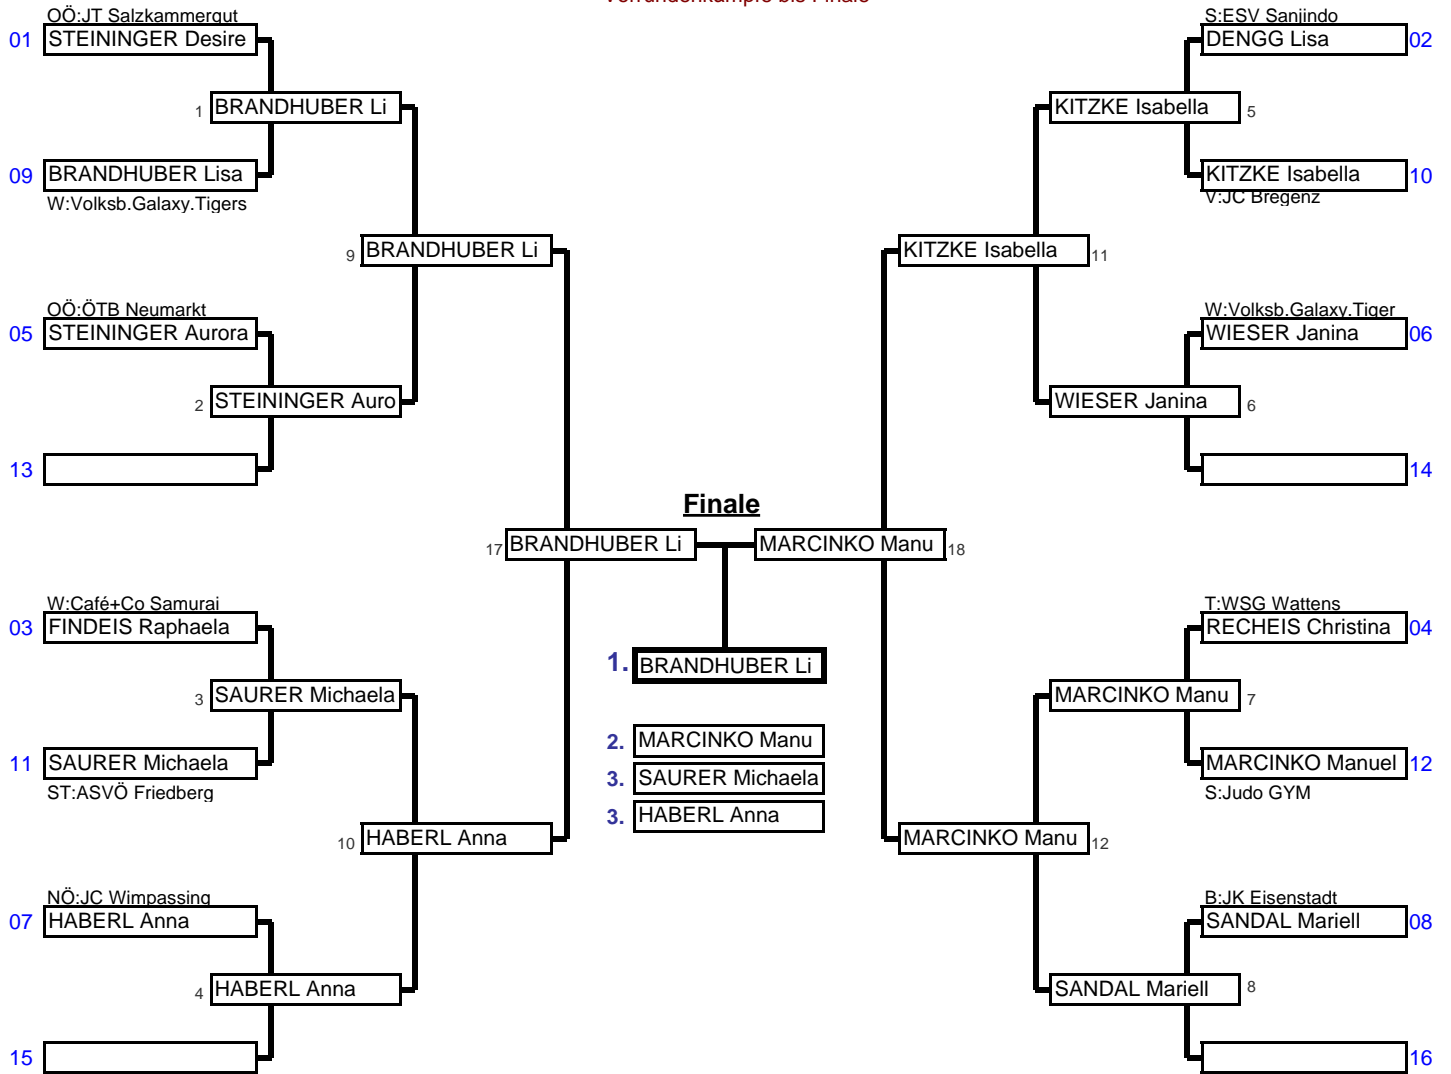 Vorrundenkämpfe bis Finale
OÖ:JT Salzkammergut
01 STEININGER Desire
1 BRANDHUBER Li
09 BRANDHUBER Lisa
W:Volksb.Galaxy.Tigers
9 BRANDHUBER Li
OÖ:ÖTB Neumarkt
05 STEININGER Aurora
2 STEININGER Auro
13
17 BRANDHUBER Li
W:Café+Co Samurai
03 FINDEIS Raphaela
3 SAURER Michaela
11 SAURER Michaela
ST:ASVÖ Friedberg
10 HABERL Anna
NÖ:JC Wimpassing
07 HABERL Anna
4 HABERL Anna
15
Finale
1. BRANDHUBER Li
2. MARCINKO Manu
3. SAURER Michaela
3. HABERL Anna
S:ESV Sanjindo
DENGG Lisa 02
KITZKE Isabella 5
KITZKE Isabella 10
V:JC Bregenz
KITZKE Isabella 11
W:Volksb.Galaxy.Tiger
WIESER Janina 06
WIESER Janina 6
14
MARCINKO Manu 18
T:WSG Wattens
RECHEIS Christina 04
MARCINKO Manu 7
MARCINKO Manuel 12
S:Judo GYM
MARCINKO Manu 12
B:JK Eisenstadt
SANDAL Mariell 08
SANDAL Mariell 8
16